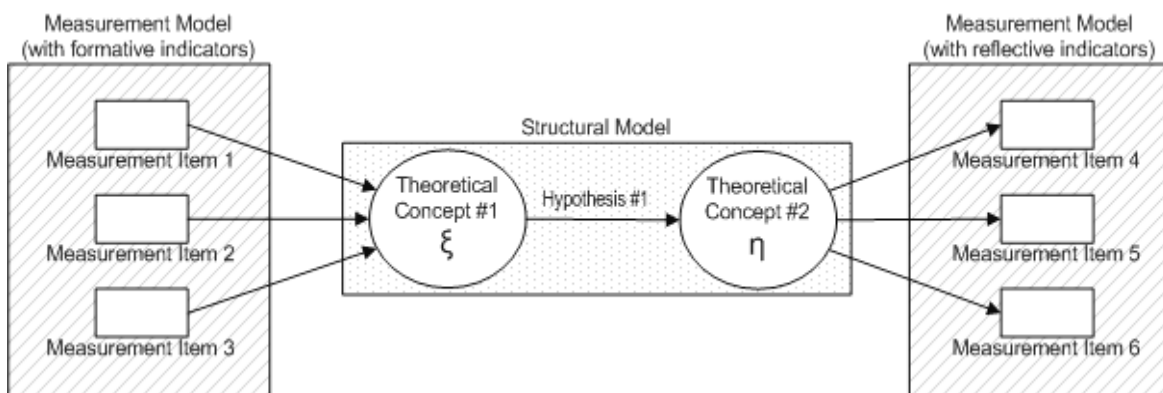 Measurement Model
(with formative indicators)
Measurement Item 1
Measurement Item 2
Measurement Item 3
Structural Model
Theoretical
Concept #1
ξ
Hypothesis #1
Theoretical
Concept #2
η
Measurement Model
(with reflective indicators)
Measurement Item 4
Measurement Item 5
Measurement Item 6